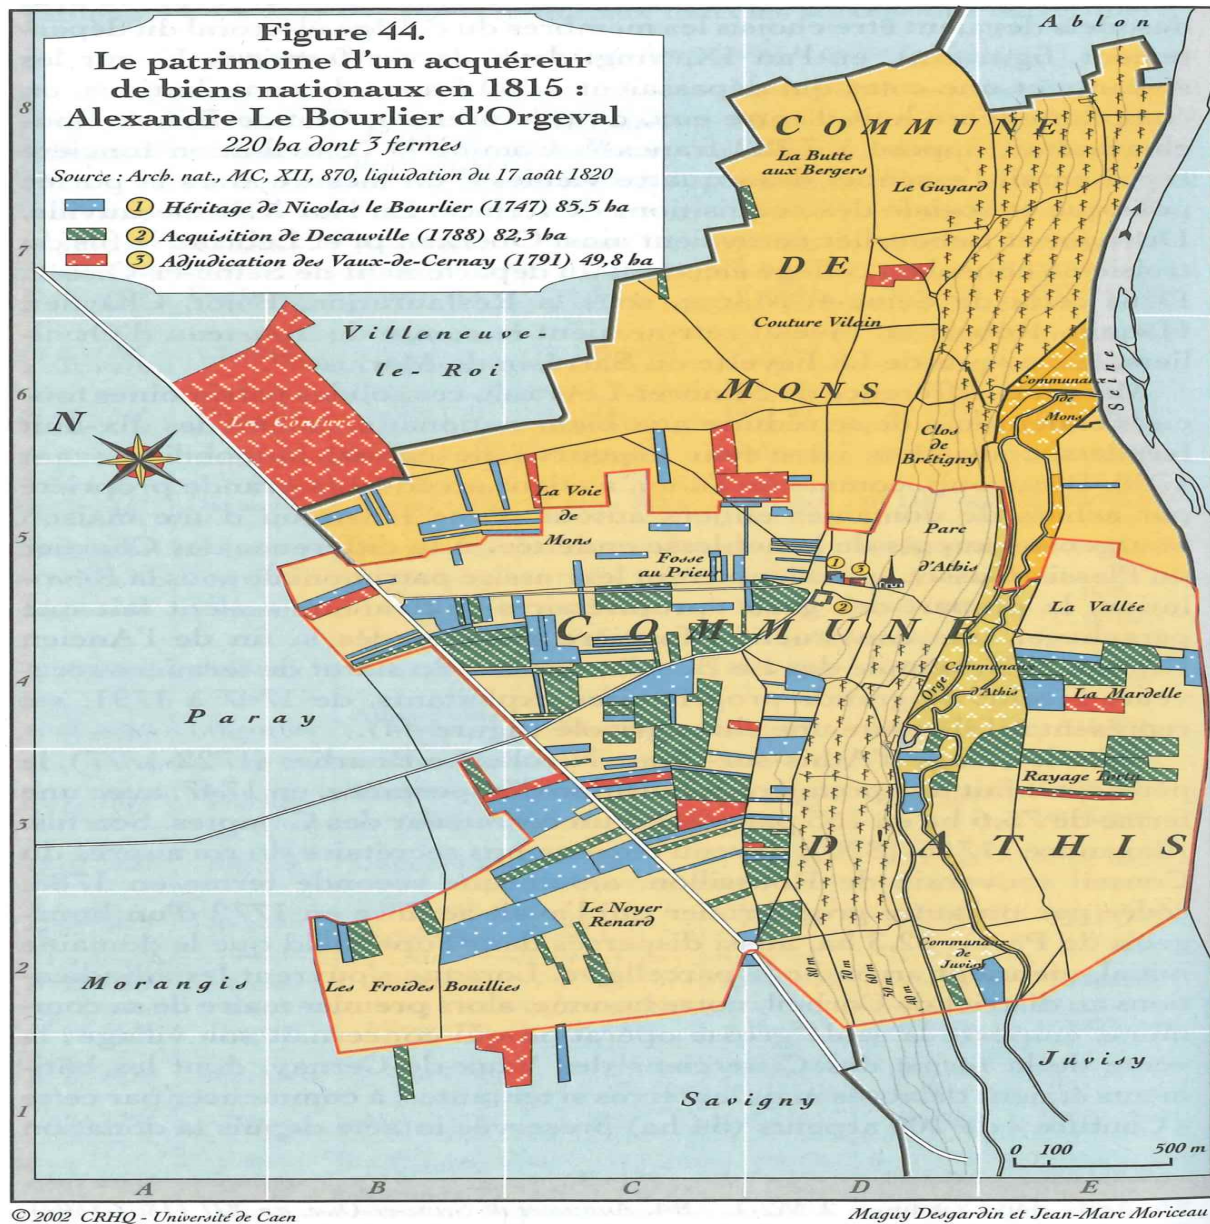 Figure 44.
Le patrimoine d'un acquéreur
de biens nationaux en 1815 :
Alexandre Le Bourlier d'Orgeval
220 ha dont 3 fermes
Source : Arch. nat., MC, XII, 870, liquidation du 17 août 1820
1 Héritage de Nicolas le Bourlier (1747) 85,5 ha
2 Acquisition de Decauville (1788) 82,3 ha
3 Adjudication des Vaux-de-Cernay (1791) 49,8 ha
Ablon
COMMUNE
La Butte
aux Bergers
Le Guyard
DE
Villeneuve-
le-Roi
Couture Vilain
Seine
MONS
Communaux
de
Mons
La Couture
N
Clos
de
Brétigny
La Voie
de
Mons
Parc
d'Athis
Fosse
au Prieur
1
3
2
La Vallée
COMMUNE
Orge
Communaux
d'Athis
La Mardelle
Paray
Rayage Tortu
D'ATHIS
Le Noyer
Renard
Les Froides Bouillies
Morangis
80 m
70 m
60 m
50 m
40 m
Communaux
de
Juvisy
Juvisy
Savigny
0 100 500 m
8
7
6
5
4
3
2
1
A B C D E
© 2002 CRHQ - Université de Caen
Maguy Desgardin et Jean-Marc Moriceau